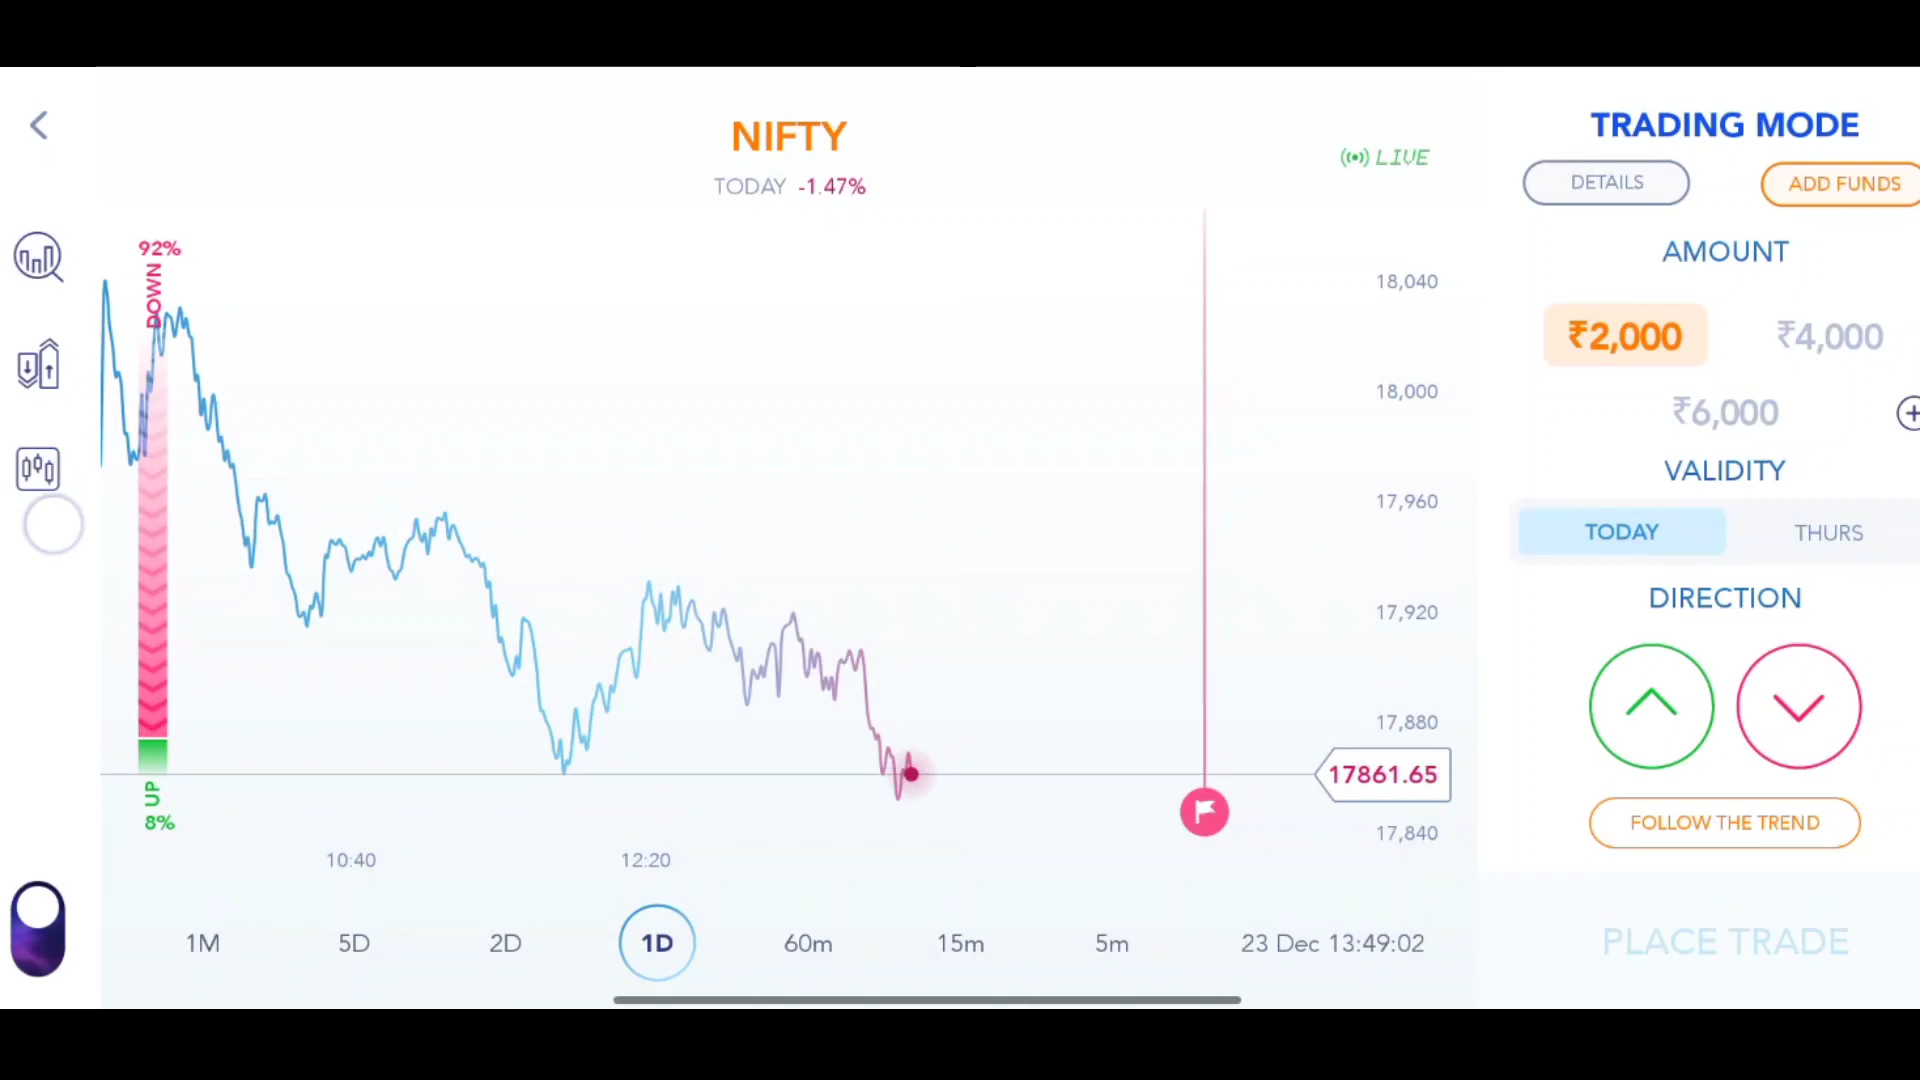 NIFTY
TODAY -1.47%
LIVE
92%
DOWN
UP
8%
18,040
18,000
17,960
17,920
17,880
17861.65
17,840
10:40
12:20
1M
5D
2D
1D
60m
15m
5m
23 Dec 13:49:02
TRADING MODE
DETAILS
ADD FUNDS
AMOUNT
₹2,000
₹4,000
₹6,000
VALIDITY
TODAY
THURS
DIRECTION
FOLLOW THE TREND
PLACE TRADE